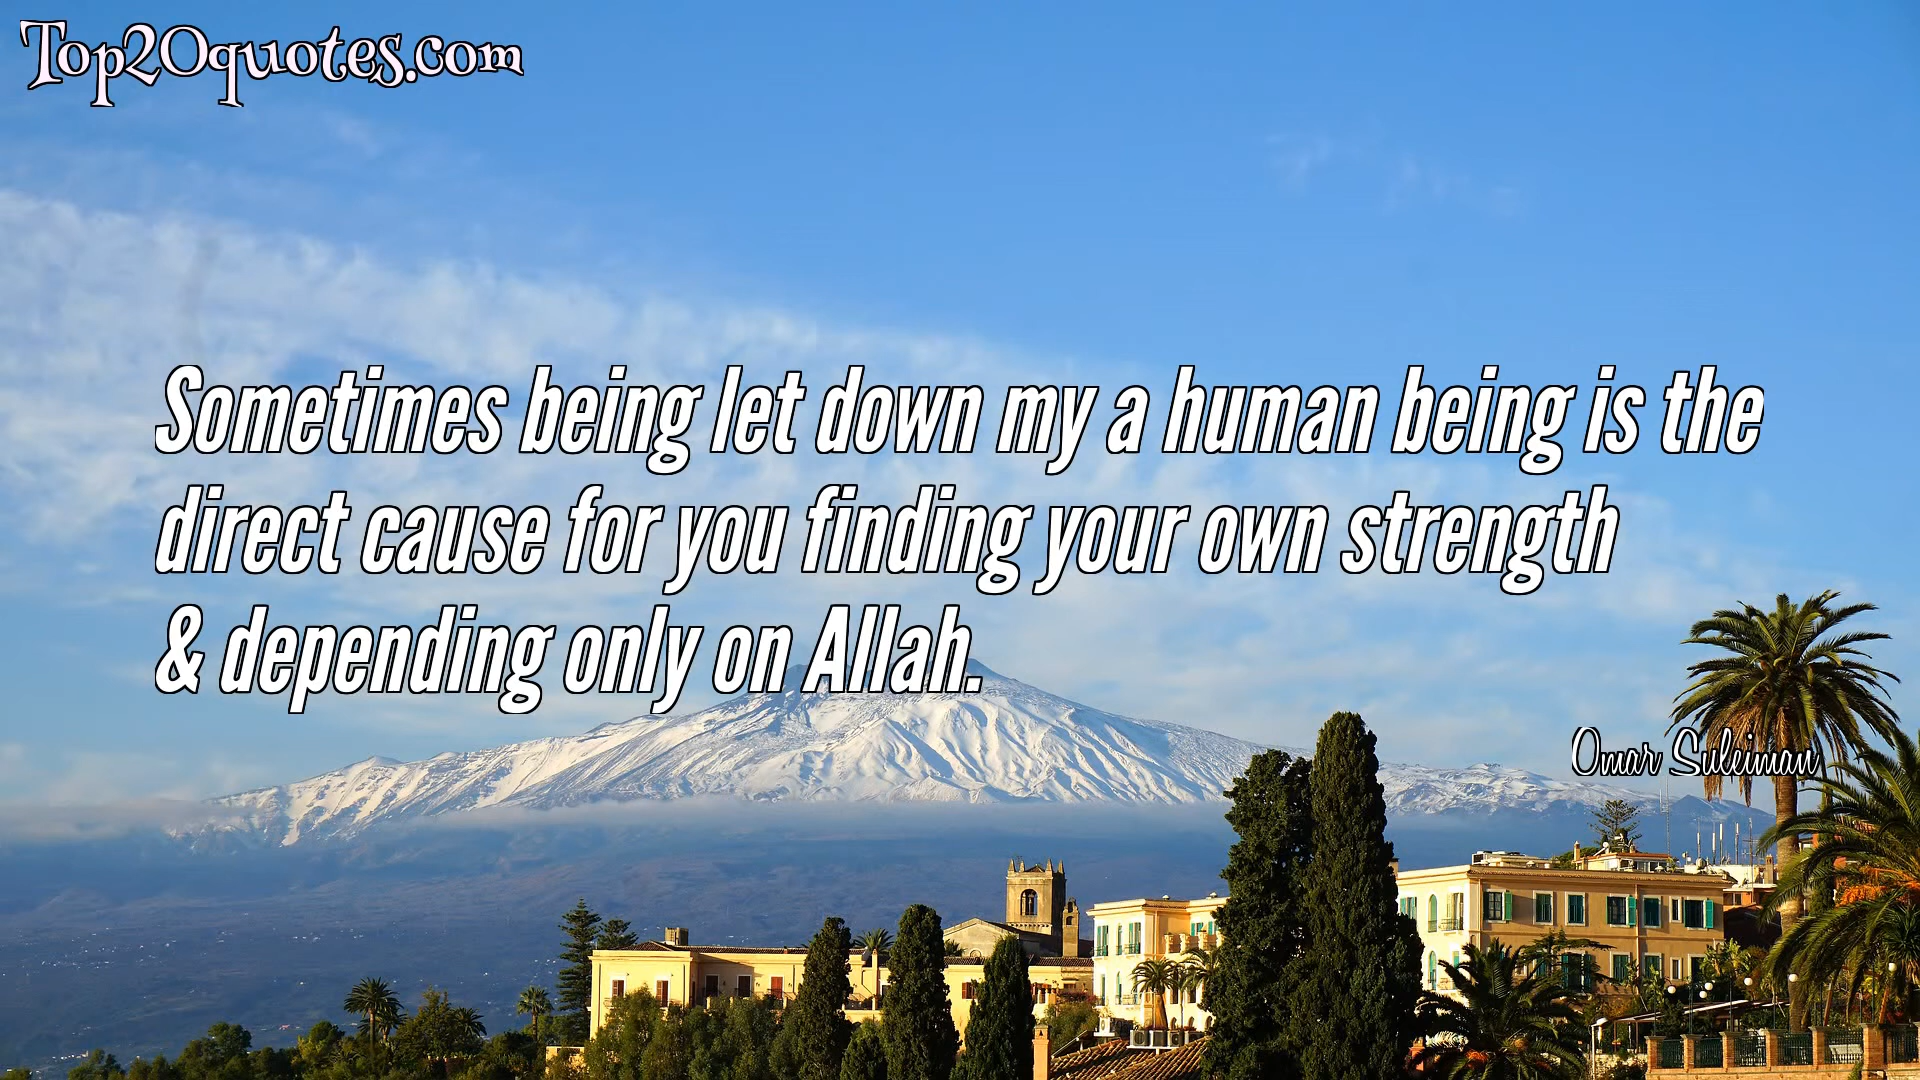 Top20quotes.com
Sometimes being let down my a human being is the
direct cause for you finding your own strength
& depending only on Allah.
Omar Suleiman